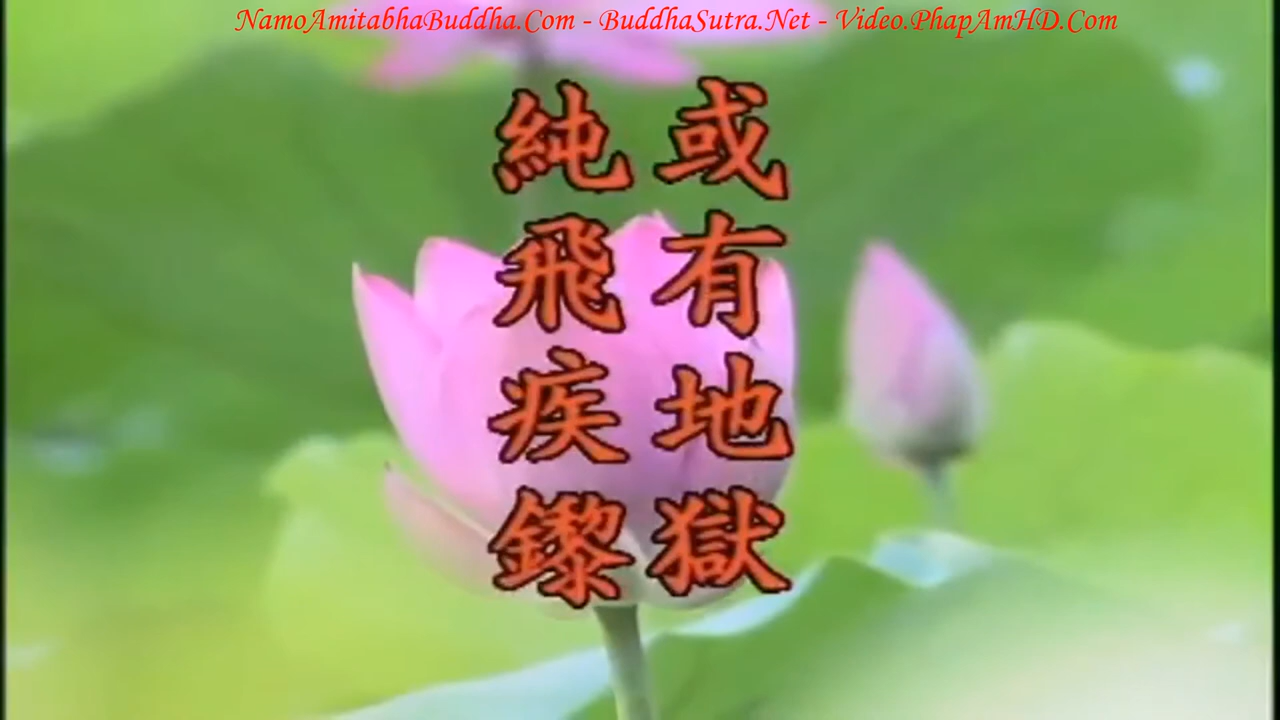 NamoAmitabhaBuddha.Com - BuddhaSutra.Net - Video.PhapAmHD.Com
或有地獄
純飛疾鑗